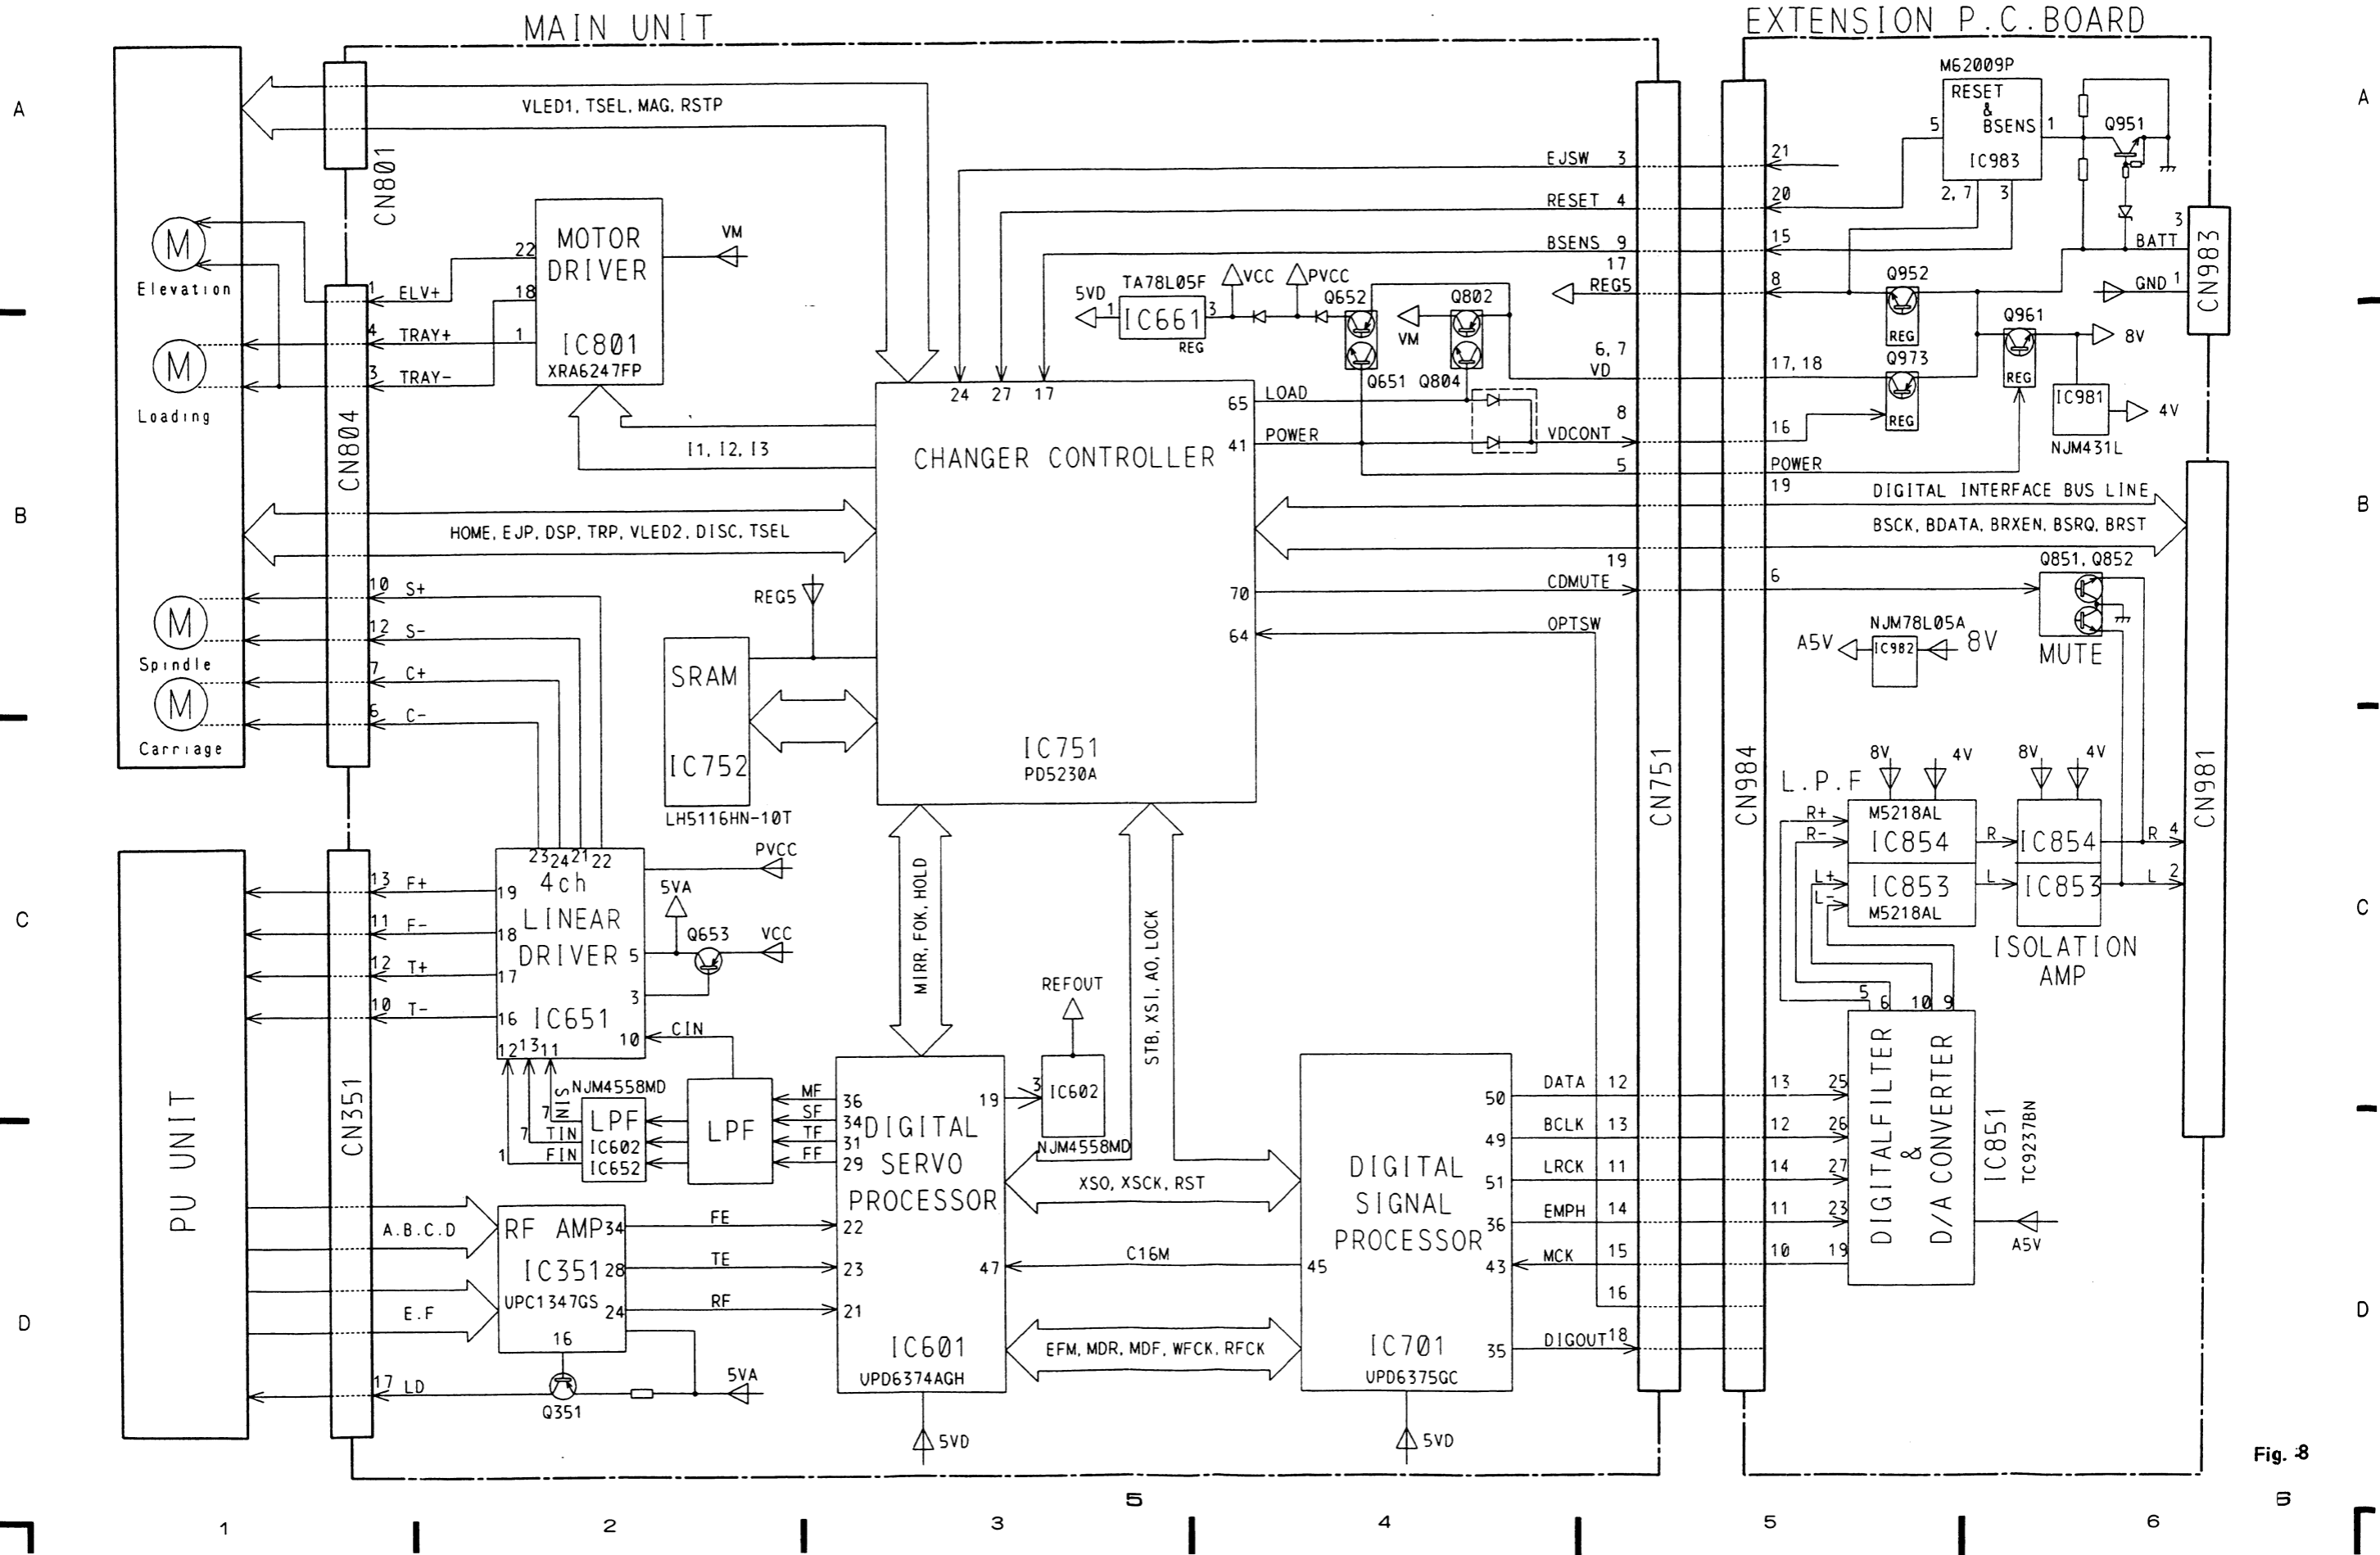 MAIN UNIT
EXTENSION P.C.BOARD
A
A
VLED1, TSEL, MAG, RSTP
CN801
M62009P
RESET
&
BSENS
IC983
5
1
2, 7
3
Q951
EJSW 3
21
RESET 4
20
BSENS 9
15
17
REG5
8
3
BATT
GND 1
CN983
M
Elevation
M
Loading
1
ELV+
4
TRAY+
3
TRAY-
CN804
22
18
1
MOTOR
DRIVER
IC801
XRA6247FP
VM
TA78L05F
5VD
1
IC661
3
REG
VCC
PVCC
Q652
Q802
VM
Q651
Q804
6, 7
VD
17, 18
Q952
REG
Q973
REG
Q961
REG
8V
IC981
4V
NJM431L
24
27
17
65
LOAD
41
POWER
8
VDCONT
16
5
POWER
19
I1, I2, I3
CHANGER CONTROLLER
IC751
PD5230A
B
B
HOME, EJP, DSP, TRP, VLED2, DISC, TSEL
DIGITAL INTERFACE BUS LINE
BSCK, BDATA, BRXEN, BSRQ, BRST
70
19
CDMUTE
6
64
OPTSW
Q851, Q852
MUTE
NJM78L05A
A5V
IC982
8V
M
Spindle
M
Carriage
10
S+
12
S-
7
C+
6
C-
REG5
SRAM
IC752
LH5116HN-10T
CN751
CN984
CN981
L.P.F
8V
4V
8V
4V
R+
R-
L+
L-
M5218AL
IC854
IC853
M5218AL
R
L
IC854
IC853
R 4
L 2
ISOLATION
AMP
C
C
PU UNIT
CN351
13
F+
11
F-
12
T+
10
T-
23
24
21
22
4ch
LINEAR
DRIVER
IC651
19
18
17
16
5
3
10
12
13
11
PVCC
5VA
Q653
VCC
CIN
SIN
7
TIN
7
FIN
1
NJM4558MD
LPF
IC602
IC652
LPF
MF
SF
TF
FF
36
34
31
29
MIRR, FOK, HOLD
STB, XSI, AO, LOCK
REFOUT
19
3
IC602
NJM4558MD
DIGITAL
SERVO
PROCESSOR
IC601
UPD6374AGH
22
23
21
47
XSO, XSCK, RST
C16M
45
EFM, MDR, MDF, WFCK, RFCK
DIGITAL
SIGNAL
PROCESSOR
IC701
UPD6375GC
50
49
51
36
43
35
DATA 12
BCLK 13
LRCK 11
EMPH 14
MCK 15
16
DIGOUT 18
13
12
14
11
10
25
26
27
23
19
5
6
10
9
DIGITALFILTER
&
D/A CONVERTER
IC851
TC9237BN
A5V
D
D
A.B.C.D
E.F
RF AMP
IC351
UPC1347GS
34
28
24
16
FE
TE
RF
17
LD
Q351
5VA
5VD
5VD
Fig. 8
5
6
1
2
3
4
5
6